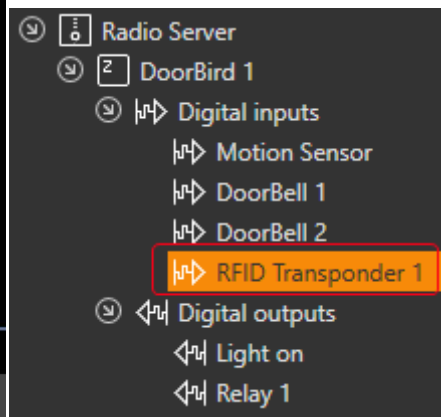 Radio Server
DoorBird 1
Digital inputs
Motion Sensor
DoorBell 1
DoorBell 2
RFID Transponder 1
Digital outputs
Light on
Relay 1